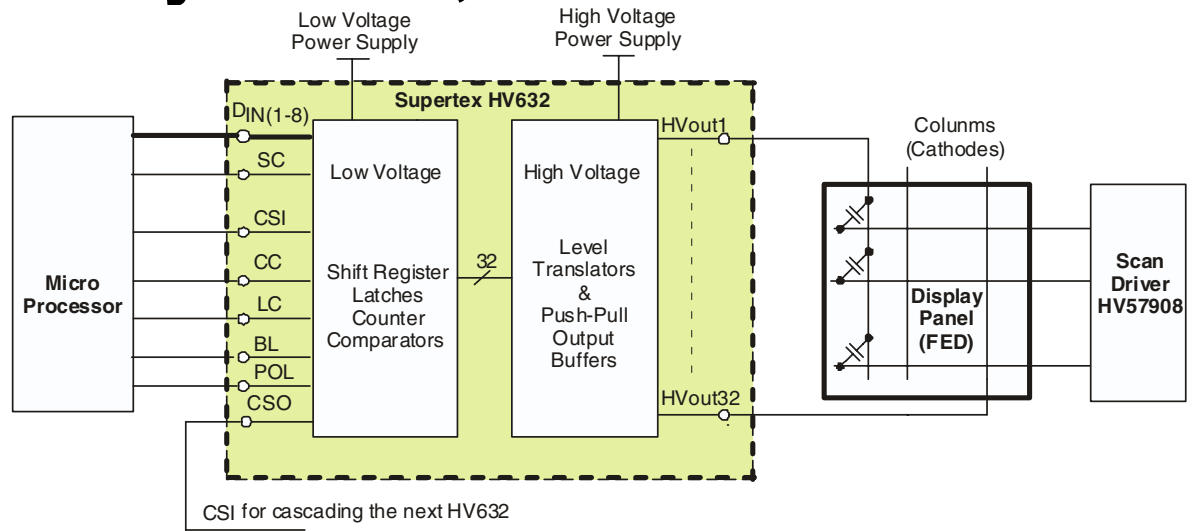 Low Voltage
Power Supply
High Voltage
Power Supply
Supertex HV632
Micro
Processor
DIN(1-8)
SC
CSI
CC
LC
BL
POL
CSO
Low Voltage
Shift Register
Latches
Counter
Comparators
32
High Voltage
Level
Translators
&
Push-Pull
Output
Buffers
HVout1
HVout32
Colunms
(Cathodes)
Display
Panel
(FED)
Scan
Driver
HV57908
CSI for cascading the next HV632